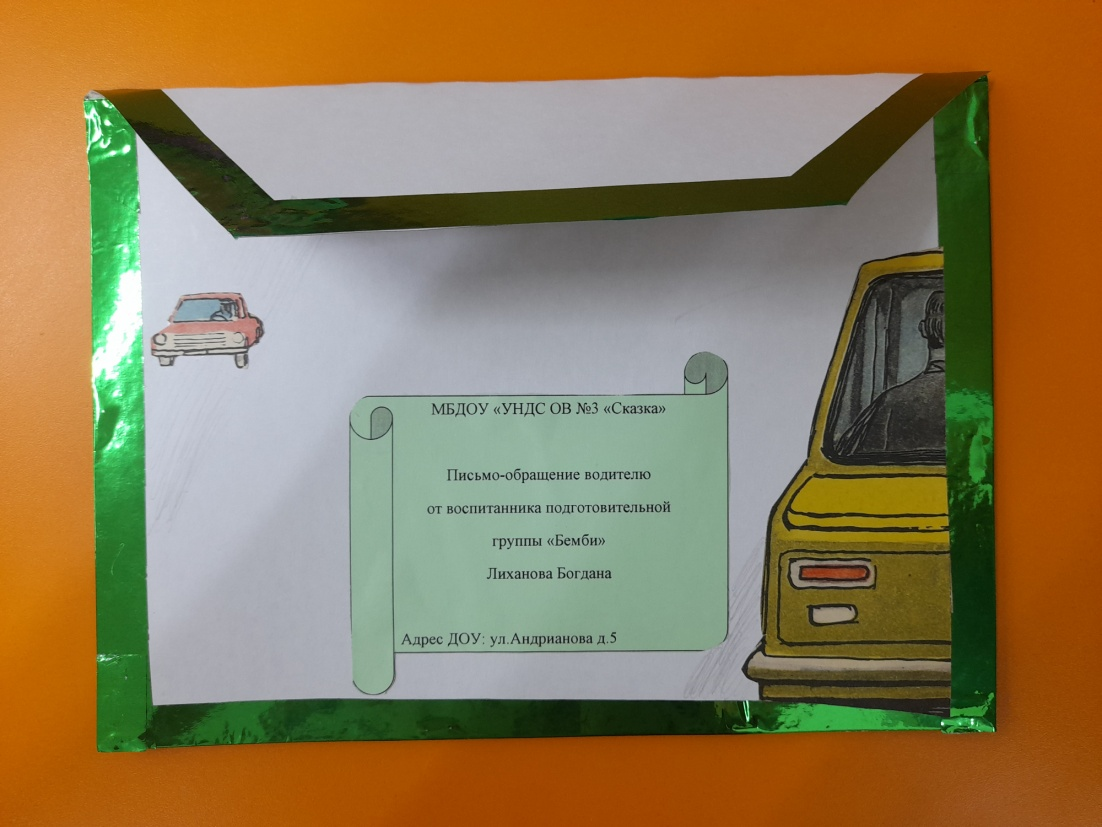 МБДОУ «УНДС ОВ №3 «Сказка»
Письмо-обращение водителю
от воспитанника подготовительной
группы «Бемби»
Лиханова Богдана
Адрес ДОУ: ул.Андрианова д.5